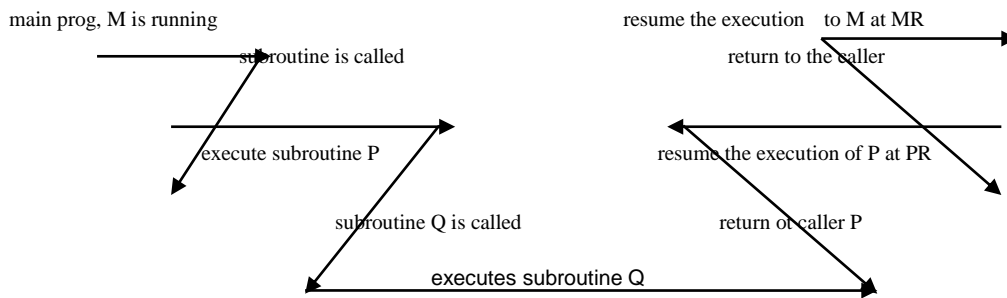 main prog, M is running
resume the execution to M at MR
subroutine is called
return to the caller
execute subroutine P
resume the execution of P at PR
subroutine Q is called
return ot caller P
executes subroutine Q